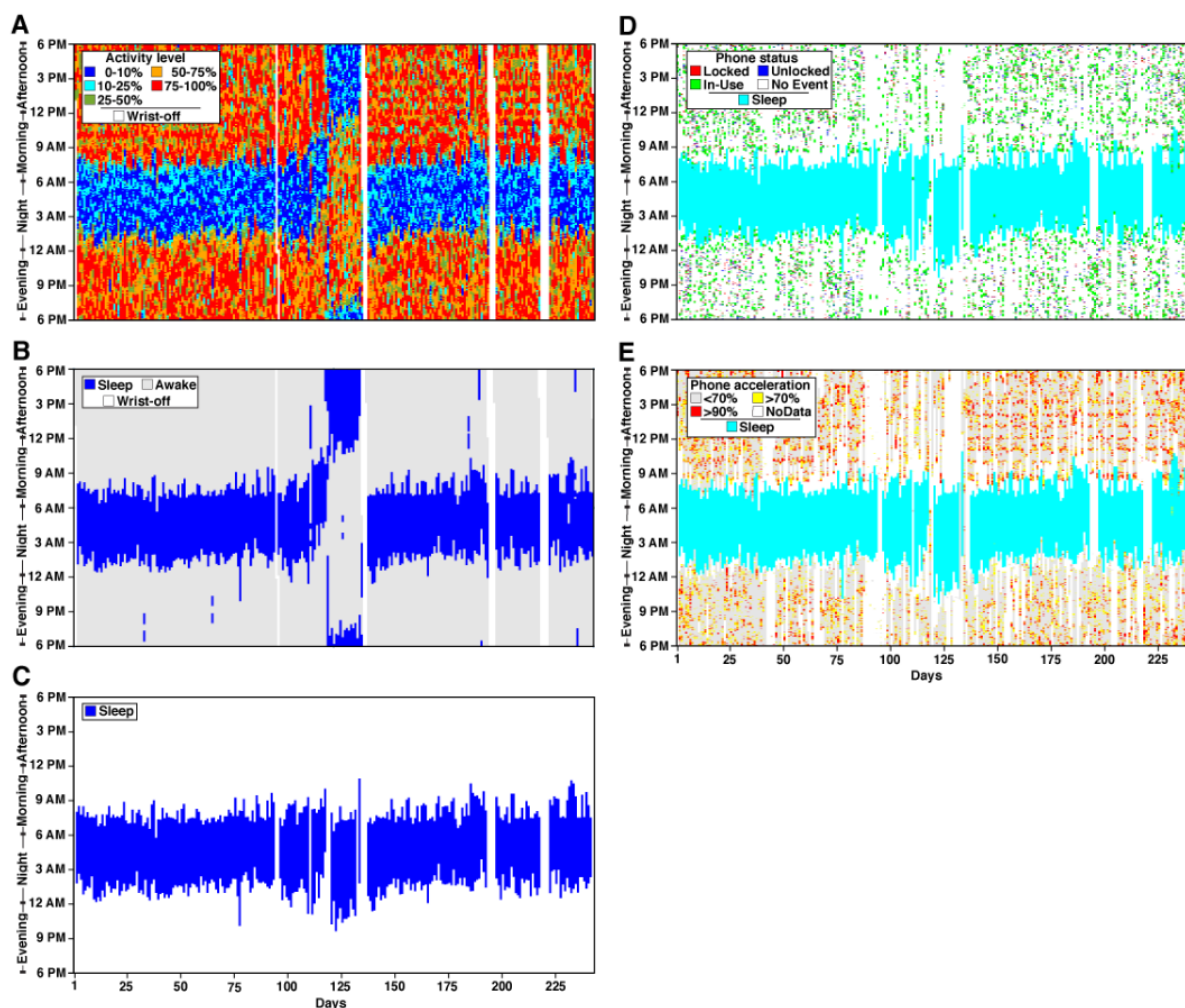 A
6 PM
3 PM
12 PM
9 AM
6 AM
3 AM
12 AM
9 PM
6 PM
Evening Night Morning Afternoon
Activity level
0-10% 50-75%
10-25% 75-100%
25-50%
Wrist-off
B
6 PM
3 PM
12 PM
9 AM
6 AM
3 AM
12 AM
9 PM
6 PM
Evening Night Morning Afternoon
Sleep Awake
Wrist-off
C
6 PM
3 PM
12 PM
9 AM
6 AM
3 AM
12 AM
9 PM
6 PM
Evening Night Morning Afternoon
Sleep
1 25 50 75 100 125 150 175 200 225
Days
D
6 PM
3 PM
12 PM
9 AM
6 AM
3 AM
12 AM
9 PM
6 PM
Evening Night Morning Afternoon
Phone status
Locked Unlocked
In-Use No Event
Sleep
E
6 PM
3 PM
12 PM
9 AM
6 AM
3 AM
12 AM
9 PM
6 PM
Evening Night Morning Afternoon
Phone acceleration
<70% >70%
>90% NoData
Sleep
1 25 50 75 100 125 150 175 200 225
Days